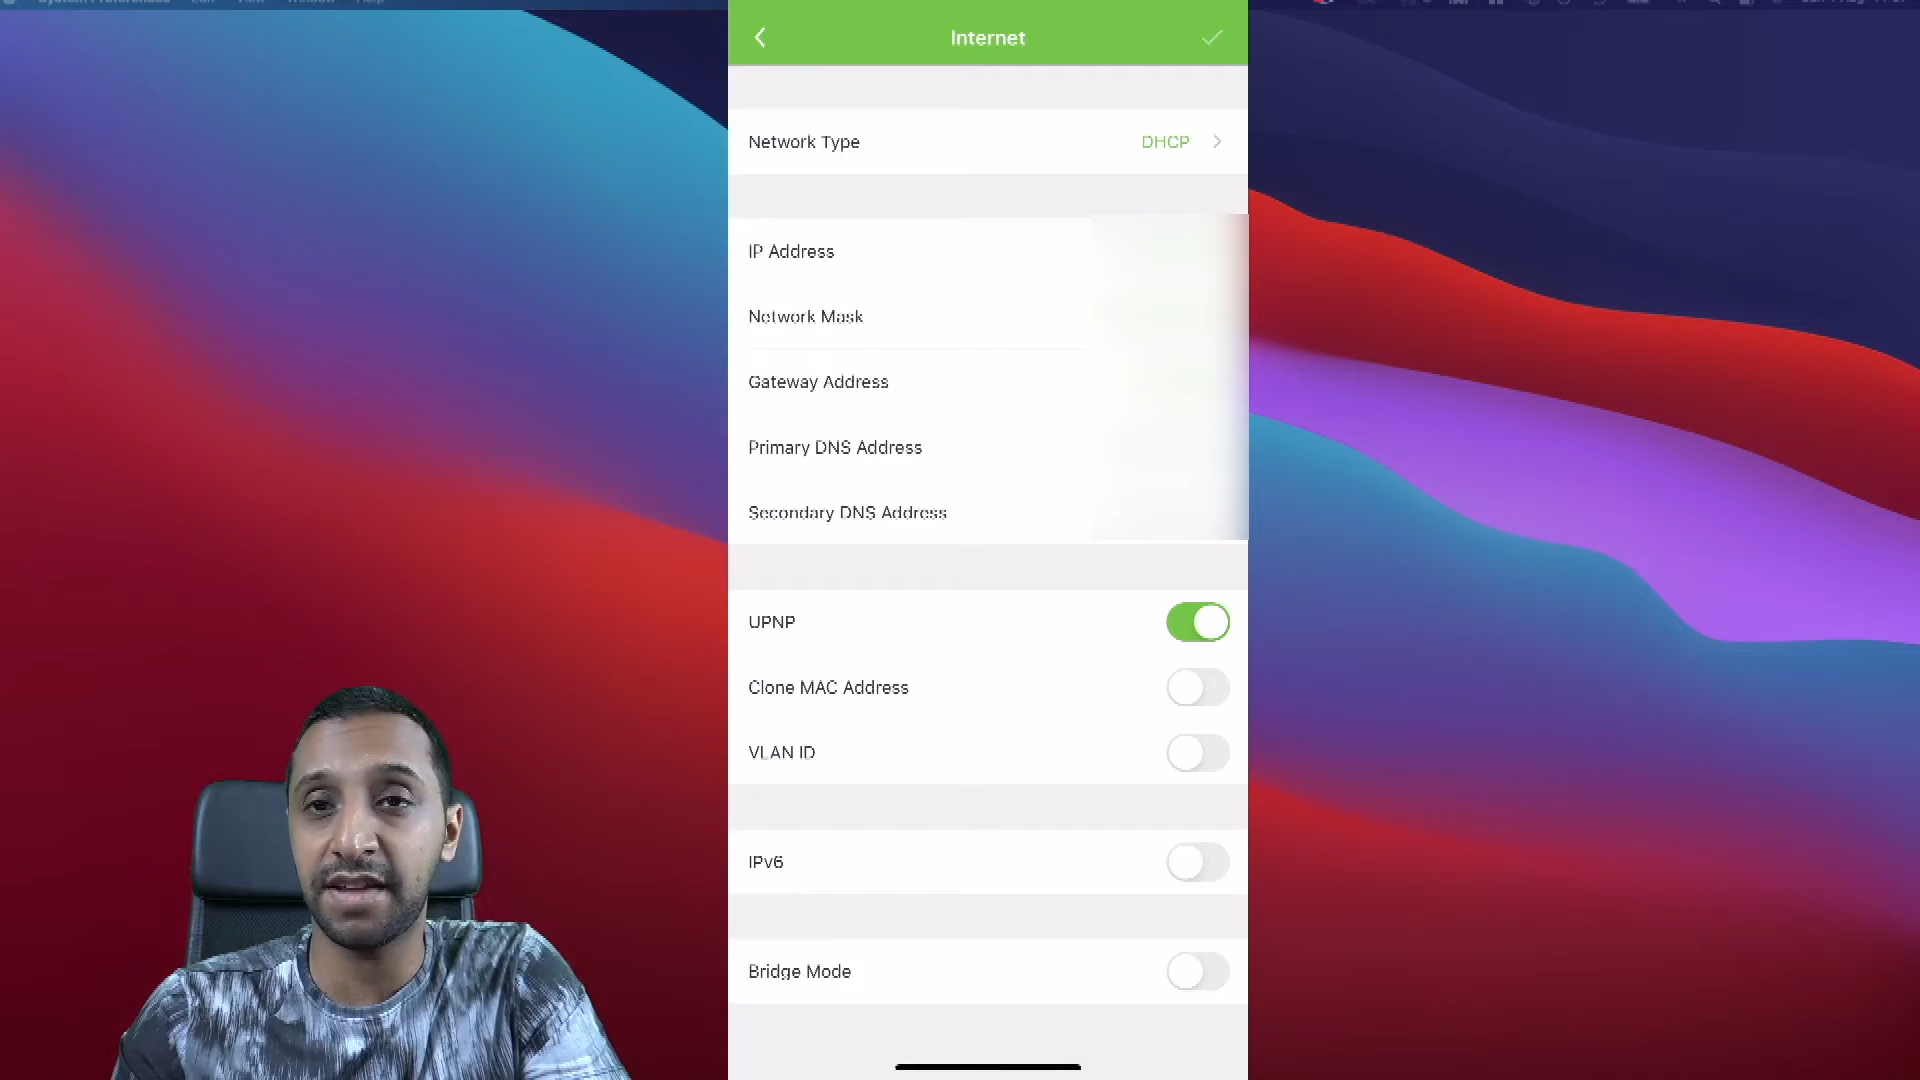 Internet
Network Type DHCP
IP Address
Network Mask
Gateway Address
Primary DNS Address
Secondary DNS Address
UPNP
Clone MAC Address
VLAN ID
IPv6
Bridge Mode